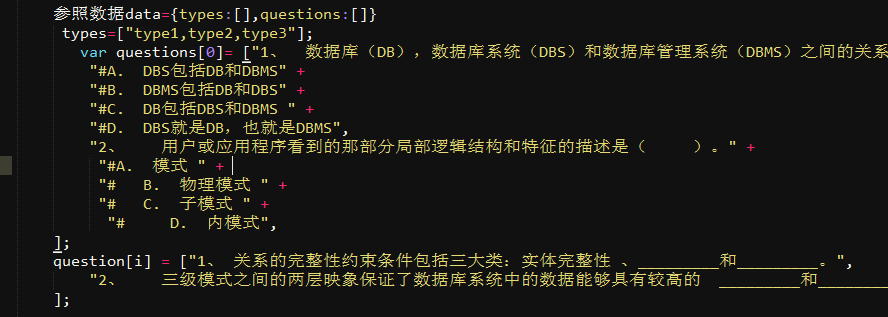 参照数据data={types:[],questions:[]}
types=["type1,type2,type3"];
var questions[0]= ["1、 数据库（DB），数据库系统（DBS）和数据库管理系统（DBMS）之间的关系
"#A. DBS包括DB和DBMS" +
"#B. DBMS包括DB和DBS" +
"#C. DB包括DBS和DBMS " +
"#D. DBS就是DB，也就是DBMS",
"2、 用户或应用程序看到的那部分局部逻辑结构和特征的描述是（ ）。" +
"#A. 模式 " +
"# B. 物理模式 " +
"# C. 子模式 " +
"# D. 内模式",
];
question[i] = ["1、 关系的完整性约束条件包括三大类：实体完整性 、_________和_________。",
"2、 三级模式之间的两层映象保证了数据库系统中的数据能够具有较高的 _________和________
];